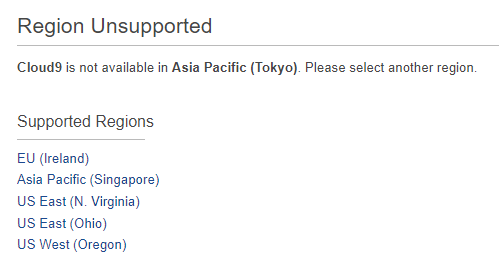 Region Unsupported
Cloud9 is not available in Asia Pacific (Tokyo). Please select another region.
Supported Regions
EU (Ireland)
Asia Pacific (Singapore)
US East (N. Virginia)
US East (Ohio)
US West (Oregon)